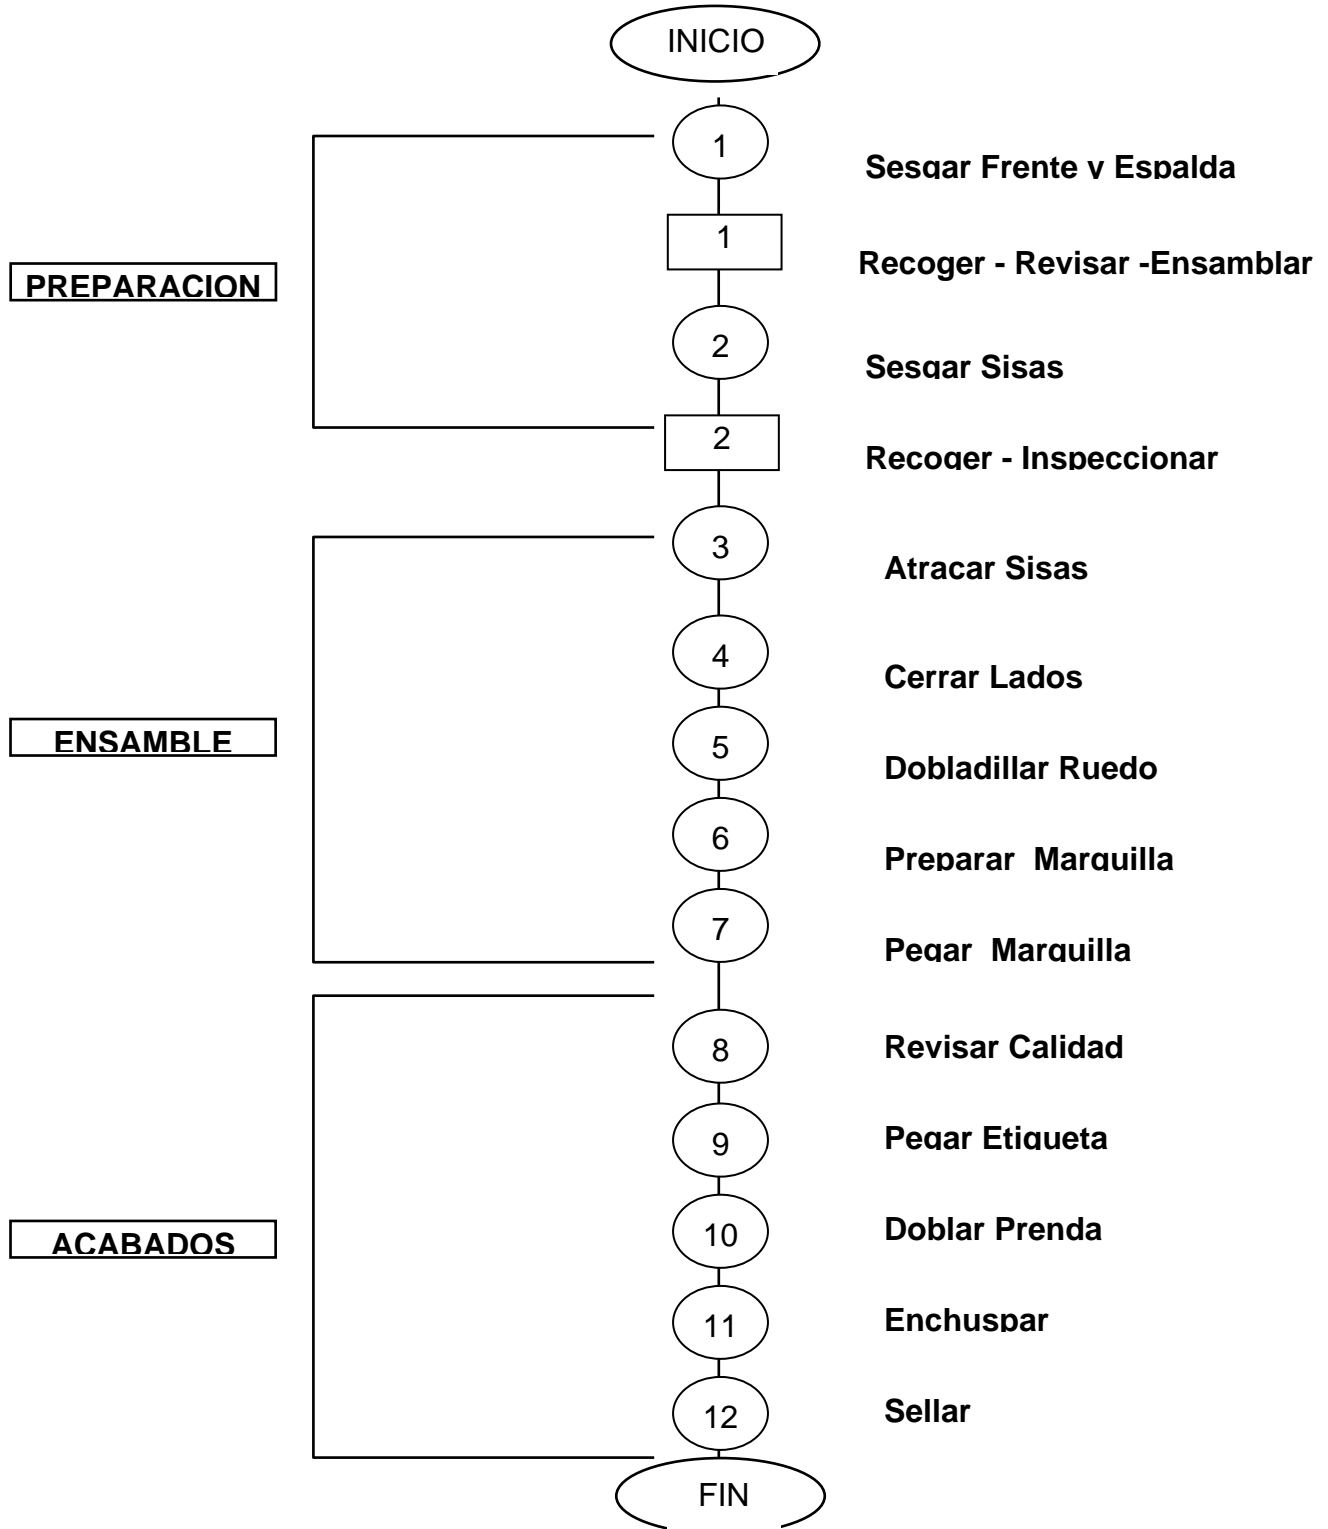 INICIO
1
Sesgar Frente y Espalda
1
Recoger - Revisar -Ensamblar
PREPARACION
2
Sesgar Sisas
2
Recoger - Inspeccionar
3
Atracar Sisas
4
Cerrar Lados
ENSAMBLE
5
Dobladillar Ruedo
6
Preparar Marquilla
7
Pegar Marquilla
8
Revisar Calidad
9
Pegar Etiqueta
ACABADOS
10
Doblar Prenda
11
Enchuspar
12
Sellar
FIN